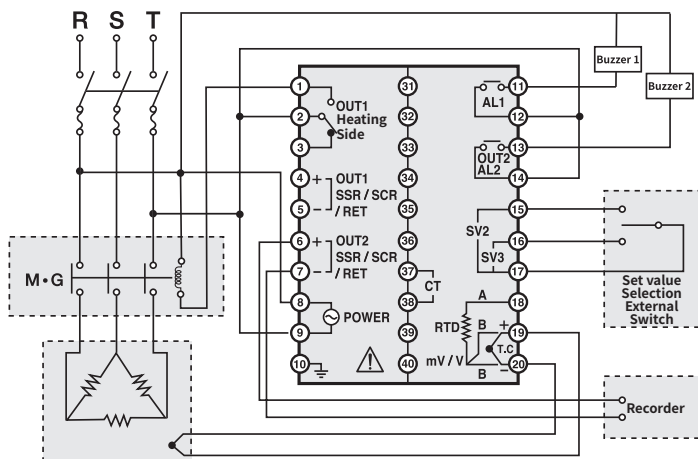 R S T
Buzzer 1
Buzzer 2
1
2
3
4
5
6
7
8
9
10
OUT1
Heating
Side
+ OUT1
SSR / SCR
- / RET
+ OUT2
SSR / SCR
- / RET
POWER
31
32
33
34
35
36
37
38
39
40
CT
AL1
OUT2
AL2
SV2
SV3
A
RTD
B
+
T.C
-
mV / V
B
11
12
13
14
15
16
17
18
19
20
M•G
Set value
Selection
External
Switch
Recorder